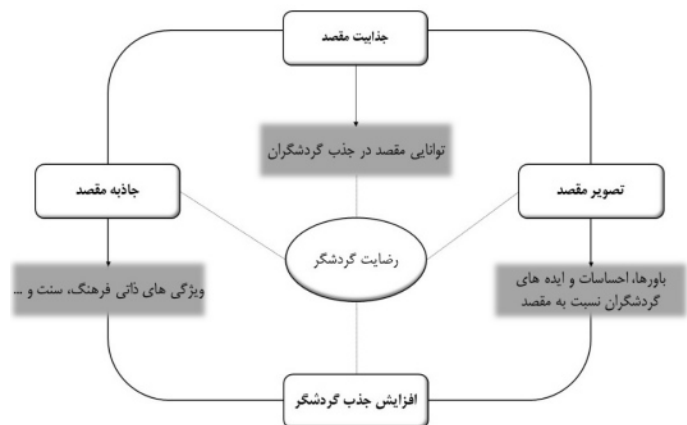 جذابیت مقصد
توانایی مقصد در جذب گردشگران
تصویر مقصد
جاذبه مقصد
رضایت گردشگر
باورها، احساسات و ایده های
گردشگران نسبت به مقصد
ویژگی های ذاتی فرهنگ، سنت و ...
افزایش جذب گردشگر